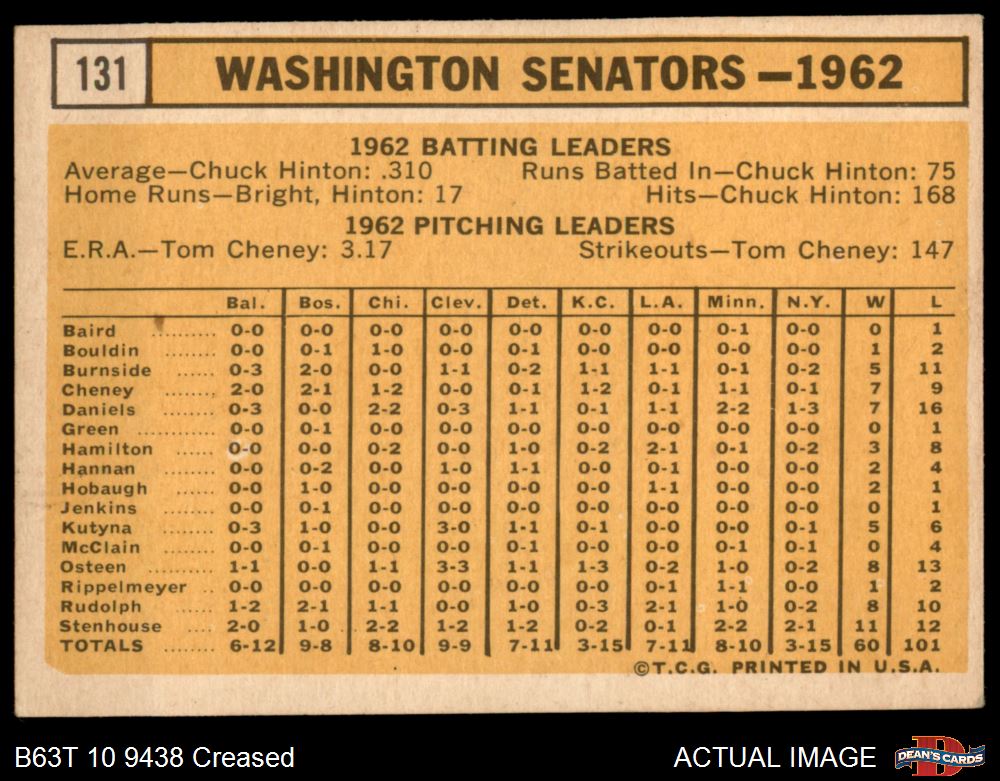 131 WASHINGTON SENATORS—1962
1962 BATTING LEADERS
Average—Chuck Hinton: .310 Runs Batted In—Chuck Hinton: 75
Home Runs—Bright, Hinton: 17 Hits—Chuck Hinton: 168
1962 PITCHING LEADERS
E.R.A.—Tom Cheney: 3.17 Strikeouts—Tom Cheney: 147
Bal. Bos. Chi. Clev. Det. K.C. L.A. Minn. N.Y. W L
Baird .......... 0-0 0-0 0-0 0-0 0-0 0-0 0-0 0-1 0-0 0 1
Bouldin ........ 0-0 0-1 1-0 0-0 0-1 0-0 0-0 0-0 0-0 1 2
Burnside ...... 0-3 2-0 0-0 1-1 0-2 1-1 1-1 0-1 0-2 5 11
Cheney ........ 2-0 2-1 1-2 0-0 0-1 1-2 0-1 1-1 0-1 7 9
Daniels ........ 0-3 0-0 2-2 0-3 1-1 0-1 1-1 2-2 1-3 7 16
Green ............ 0-0 0-1 0-0 0-0 0-0 0-0 0-0 0-0 0-0 0 1
Hamilton ...... 0-0 0-0 0-2 0-0 1-0 0-2 2-1 0-1 0-2 3 8
Hannan ........ 0-0 0-2 0-0 1-0 1-1 0-0 0-1 0-0 0-0 2 4
Hobaugh ...... 0-0 1-0 0-0 0-0 0-0 0-0 1-1 0-0 0-0 2 1
Jenkins ........ 0-0 0-1 0-0 0-0 0-0 0-0 0-0 0-0 0-0 0 1
Kutyna ........ 0-3 1-0 0-0 3-0 1-1 0-1 0-0 0-0 0-1 5 6
McClain ........ 0-0 0-1 0-0 0-0 0-1 0-0 0-0 0-1 0-1 0 4
Osteen .......... 1-1 0-0 1-1 3-3 1-1 1-3 0-2 1-0 0-2 8 13
Rippelmeyer .. 0-0 0-0 0-0 0-0 0-0 0-0 0-1 1-1 0-0 1 2
Rudolph ........ 1-2 2-1 1-1 0-0 1-0 0-3 2-1 1-0 0-2 8 10
Stenhouse .... 2-0 1-0 2-2 1-2 1-2 0-2 0-1 2-2 2-1 11 12
TOTALS ........ 6-12 9-8 8-10 9-9 7-11 3-15 7-11 8-10 3-15 60 101
©T.C.G. PRINTED IN U.S.A.
B63T 10 9438 Creased ACTUAL IMAGE DEAN'S CARDS